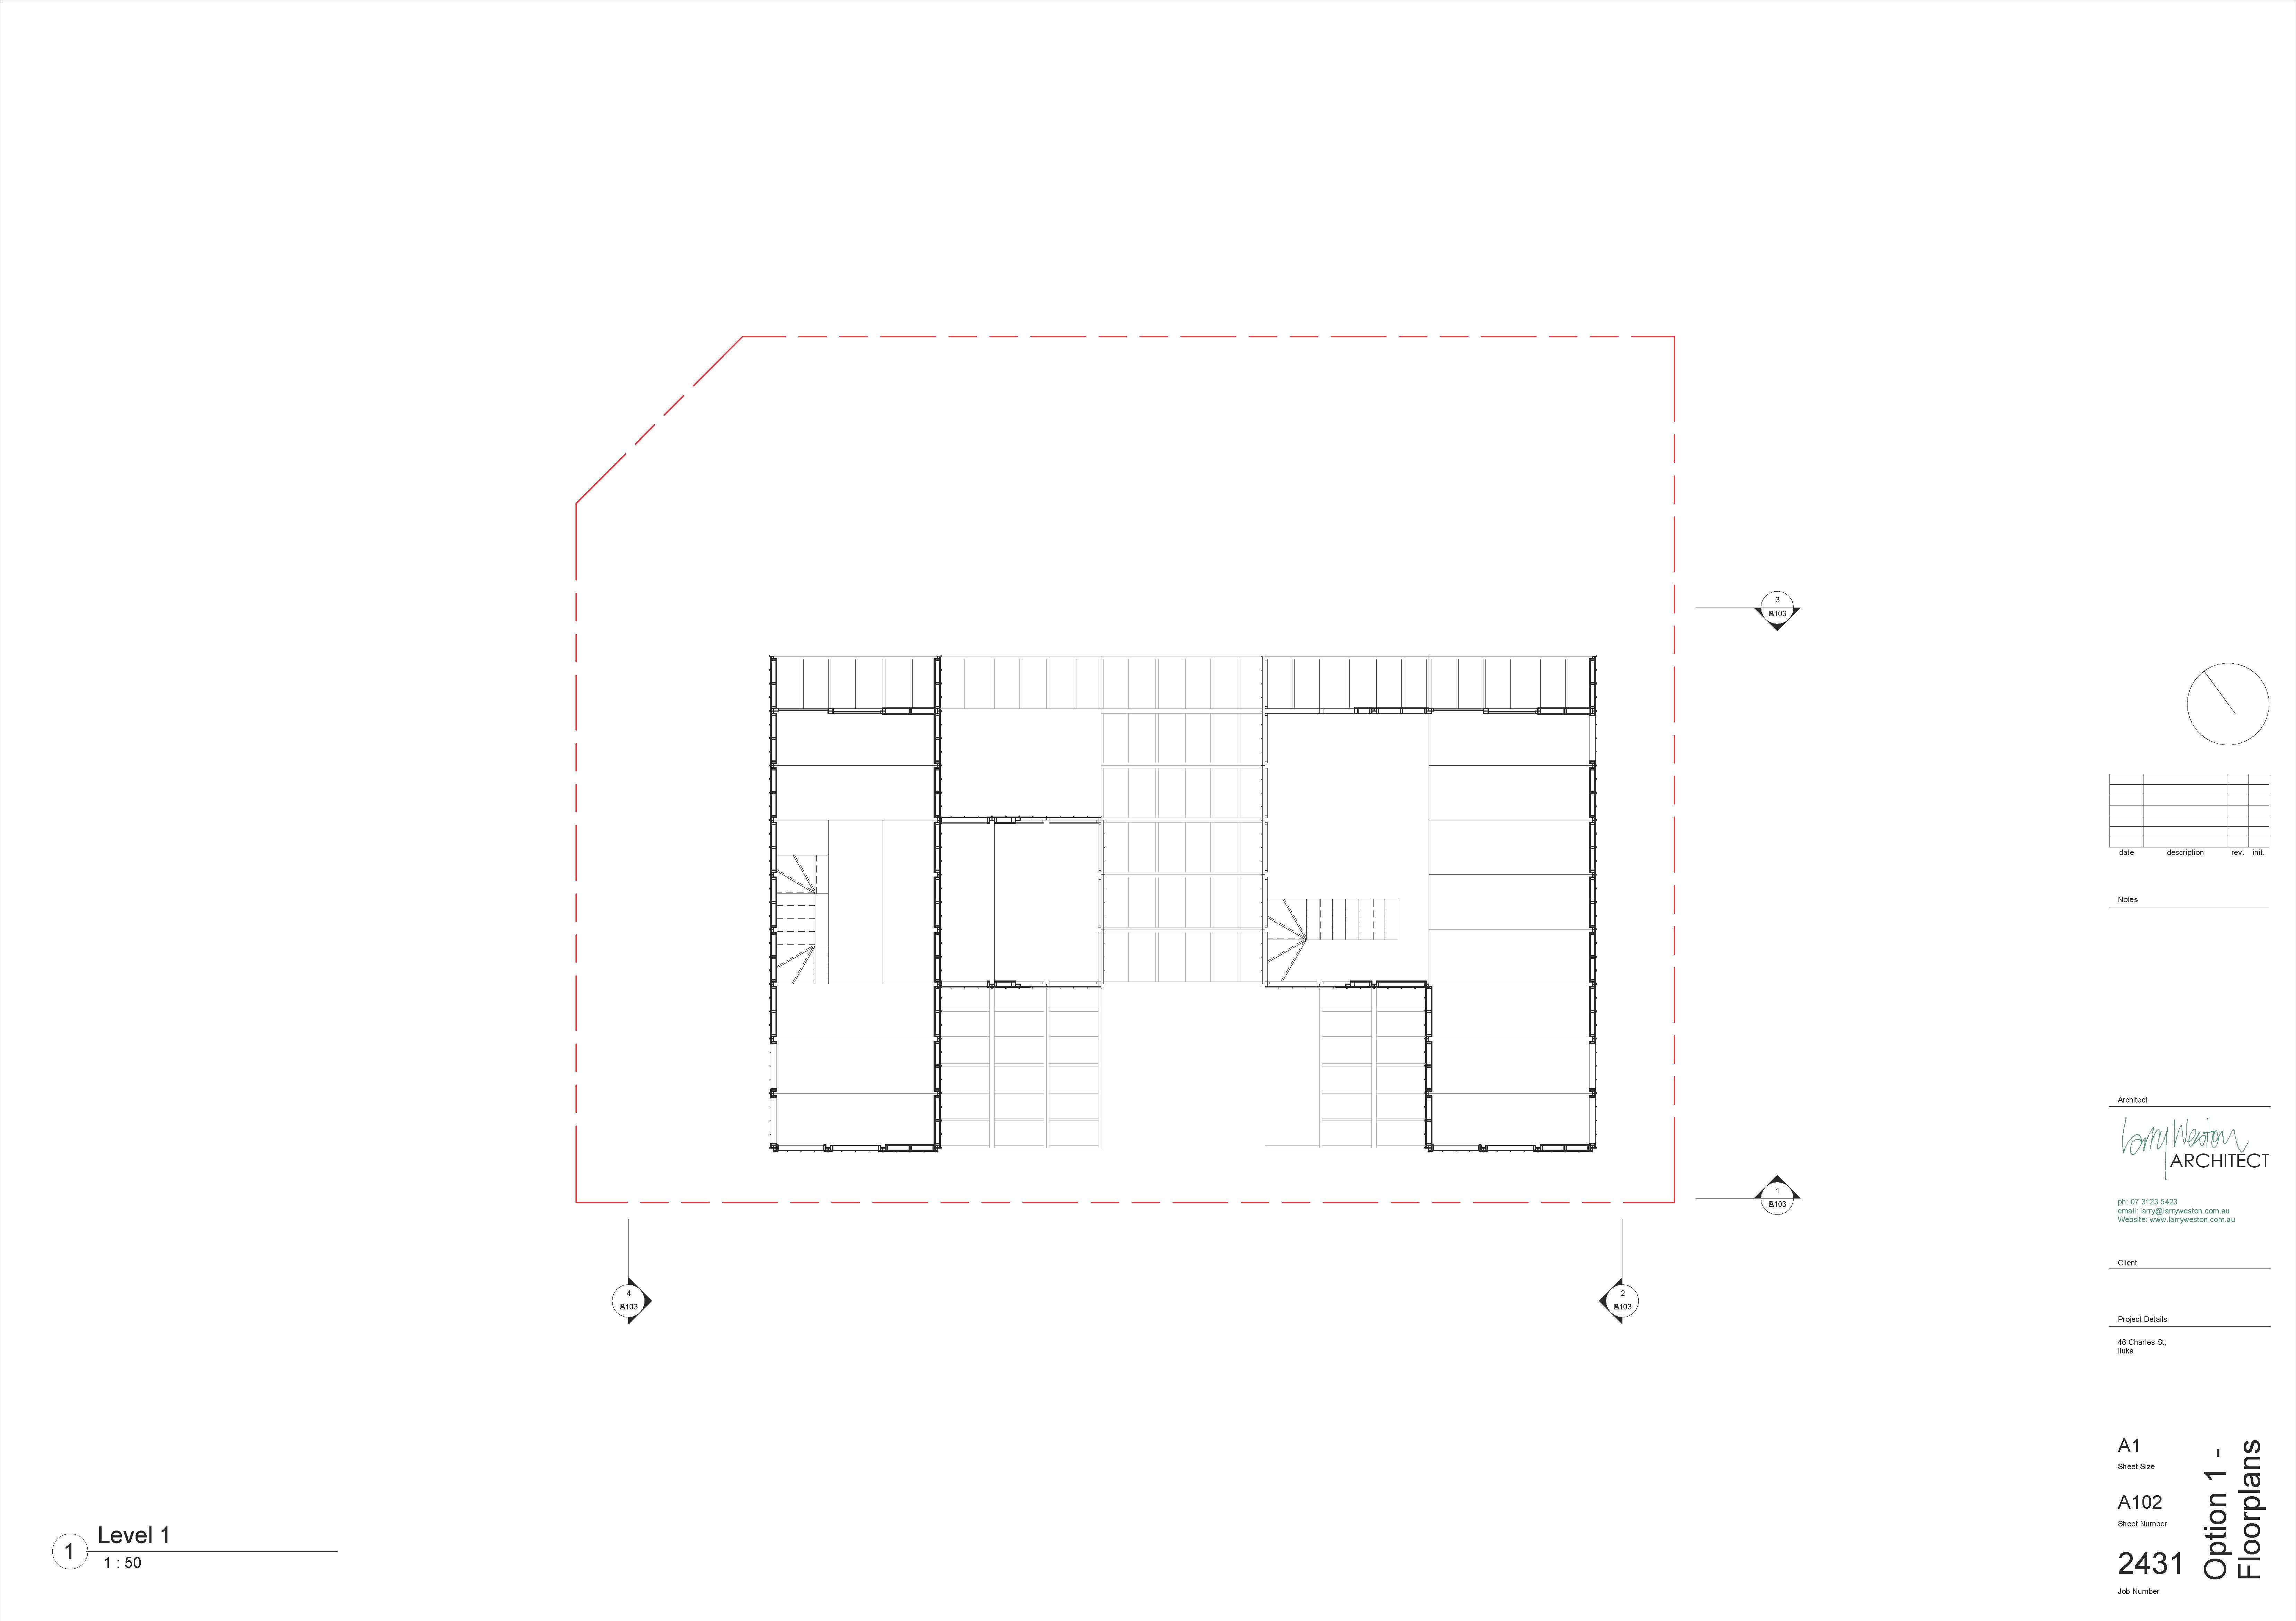 3
A103
date description rev. init.
Notes
Architect
Larry Weston
ARCHITECT
1
A103
ph: 07 3123 5423
email: larry@larryweston.com.au
Website: www.larryweston.com.au
Client
4
A103
2
A103
Project Details
46 Charles St,
Iluka
A1
Sheet Size
A102
Sheet Number
2431
Job Number
Option 1 -
Floorplans
1
Level 1
1 : 50